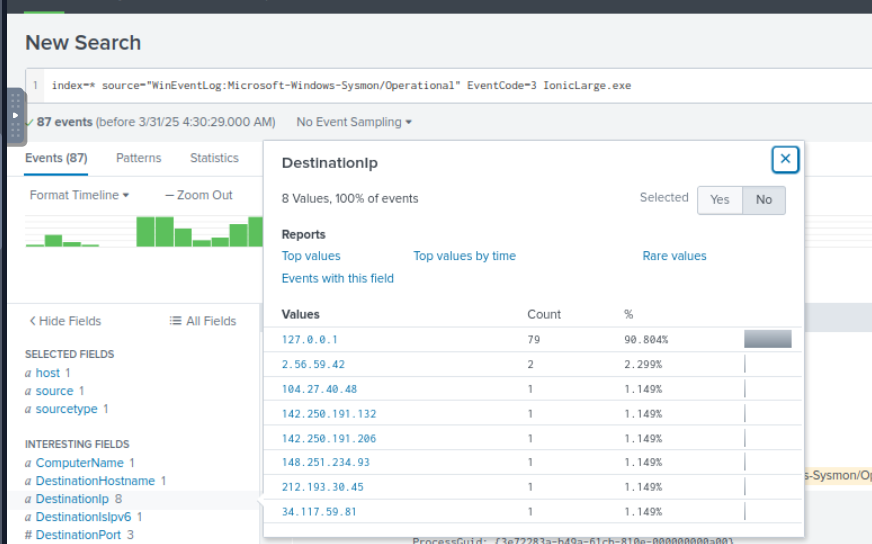 New Search
1 index=* source="WinEventLog:Microsoft-Windows-Sysmon/Operational" EventCode=3 IonicLarge.exe
✓ 87 events (before 3/31/25 4:30:29.000 AM) No Event Sampling
Events (87) Patterns Statistics
Format Timeline — Zoom Out
< Hide Fields All Fields
SELECTED FIELDS
a host 1
a source 1
a sourcetype 1
INTERESTING FIELDS
a ComputerName 1
a DestinationHostname 1
a DestinationIp 8
a DestinationIsIpv6 1
# DestinationPort 3
DestinationIp
8 Values, 100% of events Selected Yes No
Reports
Top values Top values by time Rare values
Events with this field
Values Count %
127.0.0.1 79 90.804%
2.56.59.42 2 2.299%
104.27.40.48 1 1.149%
142.250.191.132 1 1.149%
142.250.191.206 1 1.149%
148.251.234.93 1 1.149%
212.193.30.45 1 1.149%
34.117.59.81 1 1.149%
s-Sysmon/Op